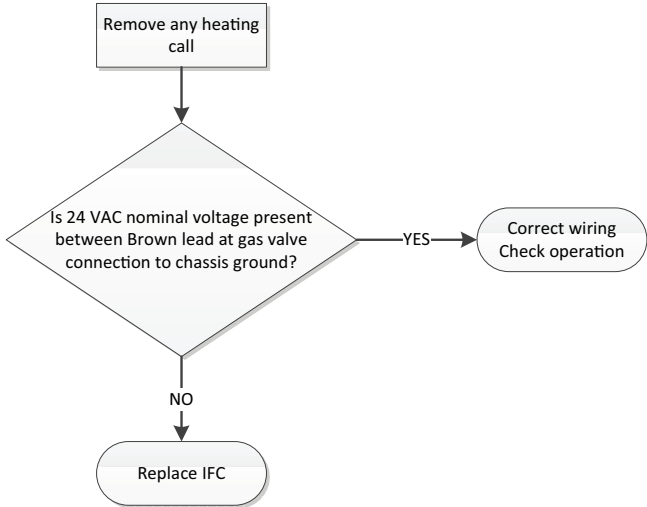 Remove any heating
call
Is 24 VAC nominal voltage present
between Brown lead at gas valve
connection to chassis ground?
YES
Correct wiring
Check operation
NO
Replace IFC